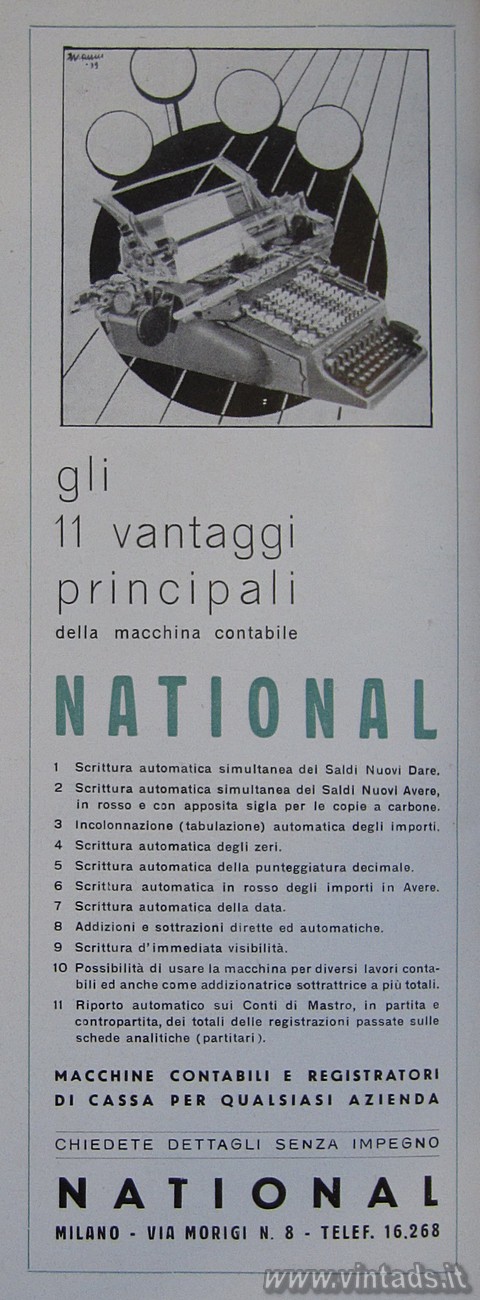 -39
gli
11 vantaggi
principali
della macchina contabile
NATIONAL
1 Scrittura automatica simultanea dei Saldi Nuovi Dare.
2 Scrittura automatica simultanea dei Saldi Nuovi Avere,
in rosso e con apposita sigla per le copie a carbone.
3 Incolonnazione (tabulazione) automatica degli importi.
4 Scrittura automatica degli zeri.
5 Scrittura automatica della punteggiatura decimale.
6 Scrittura automatica in rosso degli importi in Avere.
7 Scrittura automatica della data.
8 Addizioni e sottrazioni dirette ed automatiche.
9 Scrittura d'immediata visibilità.
10 Possibilità di usare la macchina per diversi lavori conta-
bili ed anche come addizionatrice sottrattrice a più totali.
11 Riporto automatico sui Conti di Mastro, in partita e
contropartita, dei totali delle registrazioni passate sulle
schede analitiche (partitari).
MACCHINE CONTABILI E REGISTRATORI
DI CASSA PER QUALSIASI AZIENDA
CHIEDETE DETTAGLI SENZA IMPEGNO
NATIONAL
MILANO - VIA MORIGI N. 8 - TELEF. 16.268
www.vintads.it